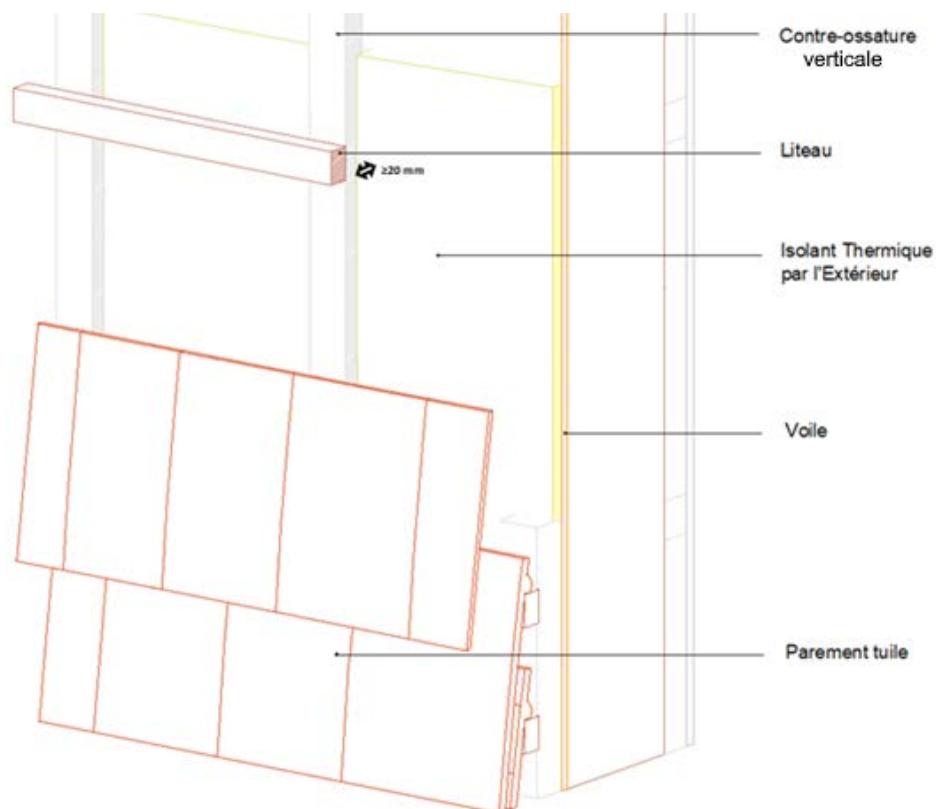 Contre-ossature
verticale
Liteau
≥20 mm
Isolant Thermique
par l'Extérieur
Voile
Parement tuile